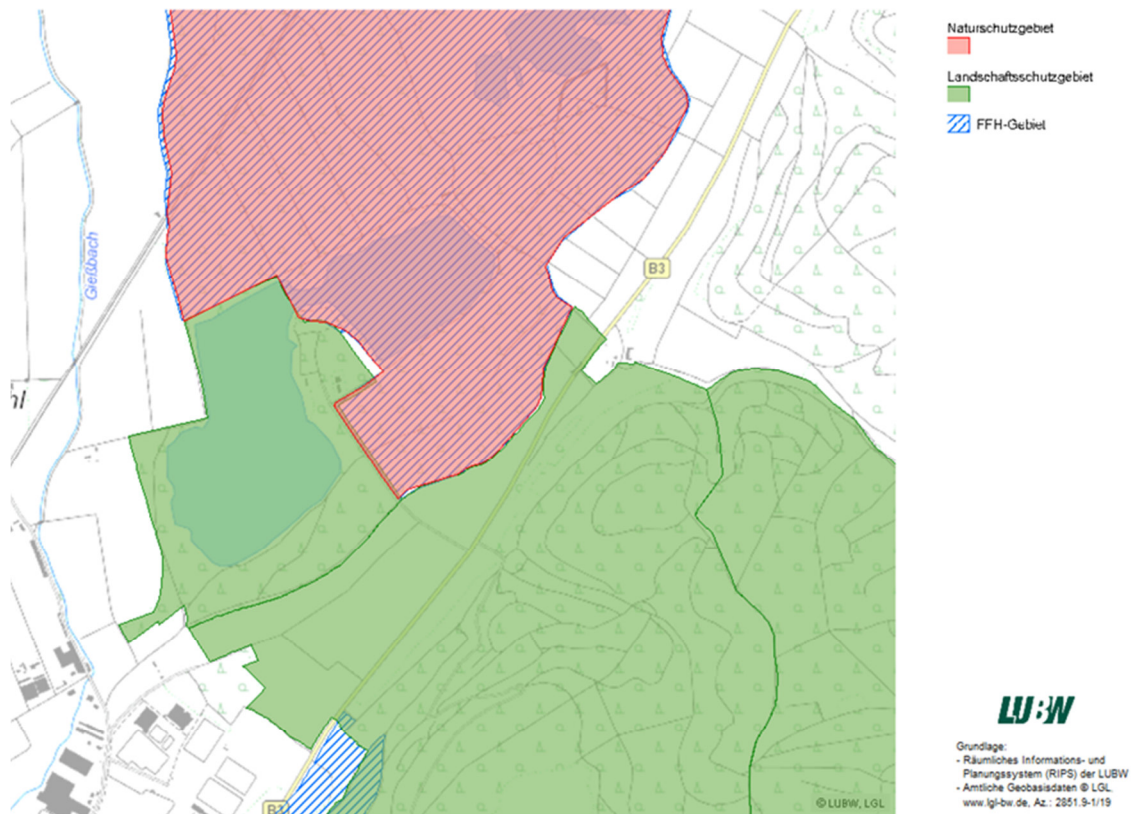 Naturschutzgebiet
Landschaftsschutzgebiet
FFH-Gebiet
Gießbach
B3
hl
B3
© LUBW, LGL
LUBW
Grundlage:
- Räumliches Informations- und
Planungssystem (RIPS) der LUBW
- Amtliche Geobasisdaten © LGL
www.lgl-bw.de, Az.: 2851.9-1/19